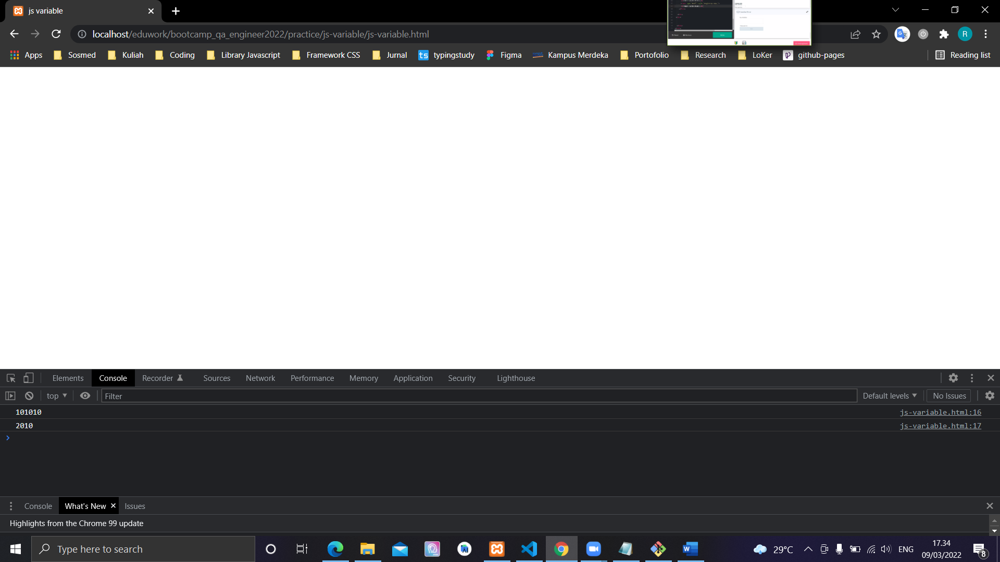 js variable
localhost/eduwork/bootcamp_qa_engineer2022/practice/js-variable/js-variable.html
R
Apps Sosmed Kuliah Coding Library Javascript Framework CSS Jurnal ts typingstudy Figma Kampus Merdeka Portofolio Research LoKer github-pages Reading list
Elements Console Recorder Sources Network Performance Memory Application Security Lighthouse
top Filter Default levels No Issues
101010 js-variable.html:16
2010 js-variable.html:17
Console What's New Issues
Highlights from the Chrome 99 update
Type here to search 29°C ENG 17.34
09/03/2022 8